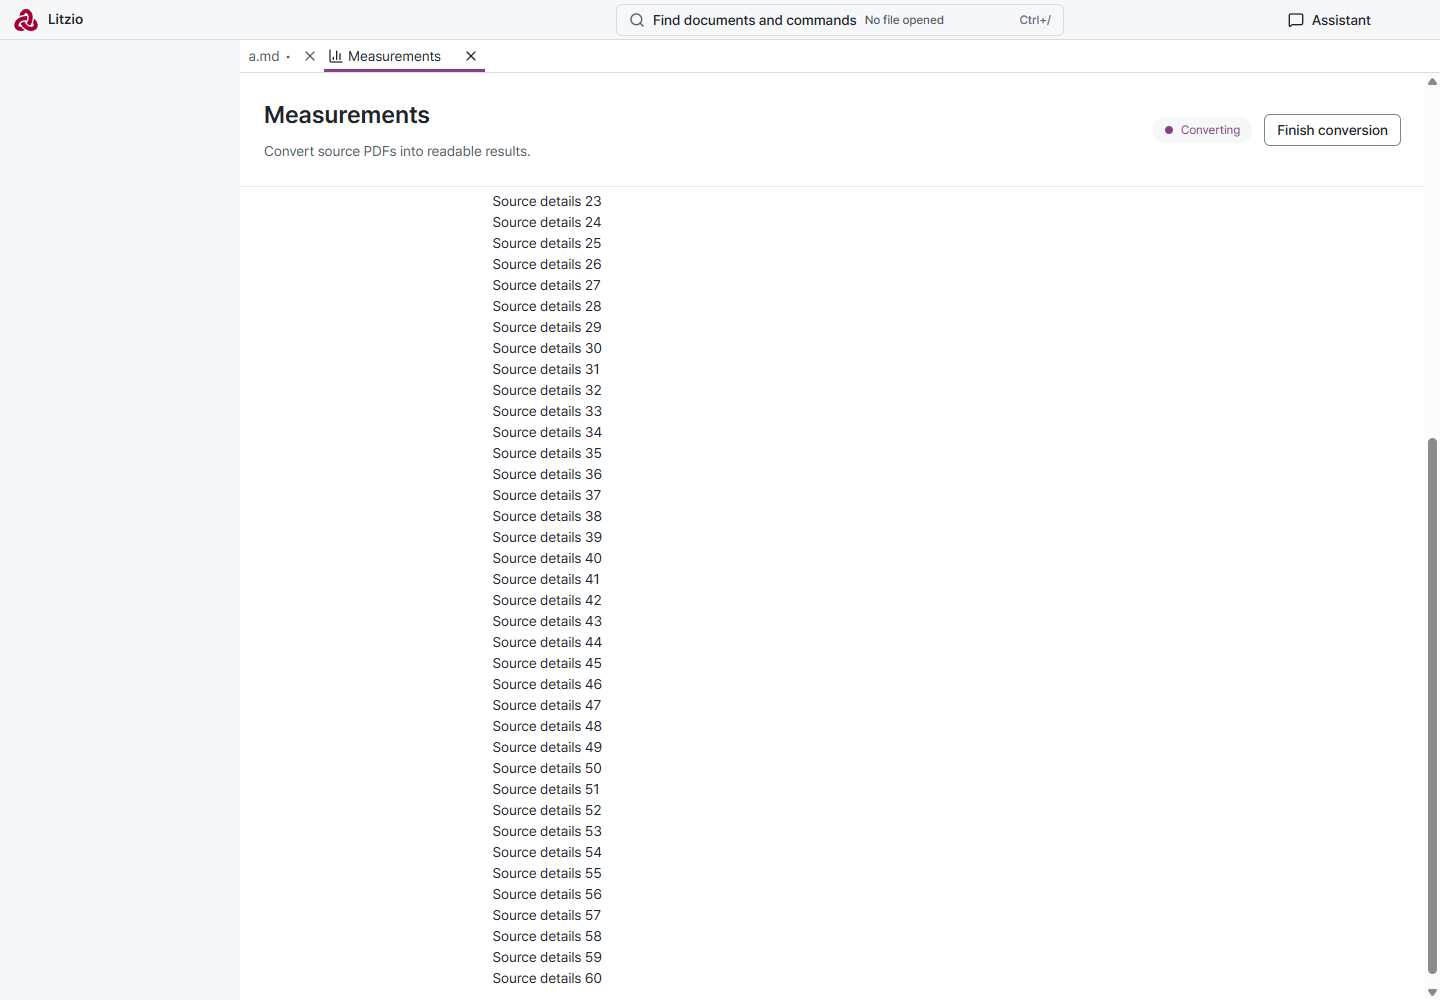 Litzio
Find documents and commands No file opened Ctrl+/
Assistant
a.md •
Measurements
Measurements
Convert source PDFs into readable results.
Converting
Finish conversion
Source details 23
Source details 24
Source details 25
Source details 26
Source details 27
Source details 28
Source details 29
Source details 30
Source details 31
Source details 32
Source details 33
Source details 34
Source details 35
Source details 36
Source details 37
Source details 38
Source details 39
Source details 40
Source details 41
Source details 42
Source details 43
Source details 44
Source details 45
Source details 46
Source details 47
Source details 48
Source details 49
Source details 50
Source details 51
Source details 52
Source details 53
Source details 54
Source details 55
Source details 56
Source details 57
Source details 58
Source details 59
Source details 60